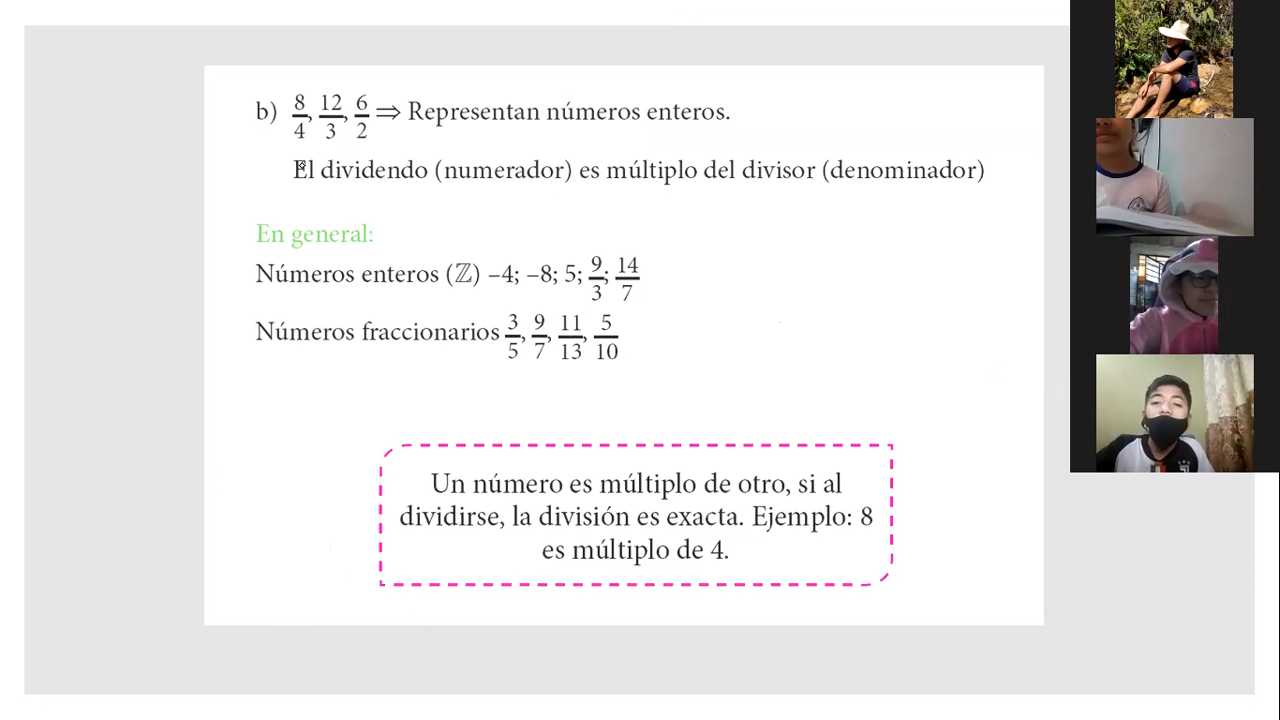 b) 8/4, 12/3, 6/2 ⇒ Representan números enteros.
El dividendo (numerador) es múltiplo del divisor (denominador)
En general:
Números enteros (ℤ) –4; –8; 5; 9/3; 14/7
Números fraccionarios 3/5, 9/7, 11/13, 5/10
Un número es múltiplo de otro, si al
dividirse, la división es exacta. Ejemplo: 8
es múltiplo de 4.